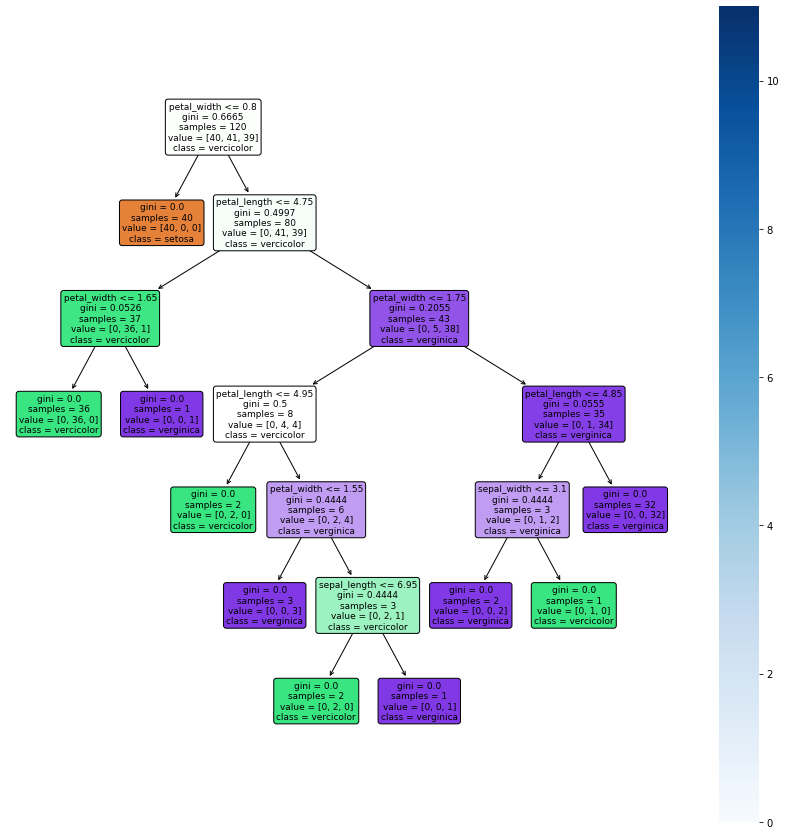 petal_width <= 0.8
gini = 0.6665
samples = 120
value = [40, 41, 39]
class = vercicolor
gini = 0.0
samples = 40
value = [40, 0, 0]
class = setosa
petal_length <= 4.75
gini = 0.4997
samples = 80
value = [0, 41, 39]
class = vercicolor
petal_width <= 1.65
gini = 0.0526
samples = 37
value = [0, 36, 1]
class = vercicolor
petal_width <= 1.75
gini = 0.2055
samples = 43
value = [0, 5, 38]
class = verginica
gini = 0.0
samples = 36
value = [0, 36, 0]
class = vercicolor
gini = 0.0
samples = 1
value = [0, 0, 1]
class = verginica
petal_length <= 4.95
gini = 0.5
samples = 8
value = [0, 4, 4]
class = vercicolor
petal_length <= 4.85
gini = 0.0555
samples = 35
value = [0, 1, 34]
class = verginica
gini = 0.0
samples = 2
value = [0, 2, 0]
class = vercicolor
petal_width <= 1.55
gini = 0.4444
samples = 6
value = [0, 2, 4]
class = verginica
sepal_width <= 3.1
gini = 0.4444
samples = 3
value = [0, 1, 2]
class = verginica
gini = 0.0
samples = 32
value = [0, 0, 32]
class = verginica
gini = 0.0
samples = 3
value = [0, 0, 3]
class = verginica
sepal_length <= 6.95
gini = 0.4444
samples = 3
value = [0, 2, 1]
class = vercicolor
gini = 0.0
samples = 2
value = [0, 0, 2]
class = verginica
gini = 0.0
samples = 1
value = [0, 1, 0]
class = vercicolor
gini = 0.0
samples = 2
value = [0, 2, 0]
class = vercicolor
gini = 0.0
samples = 1
value = [0, 0, 1]
class = verginica
10
8
6
4
2
0